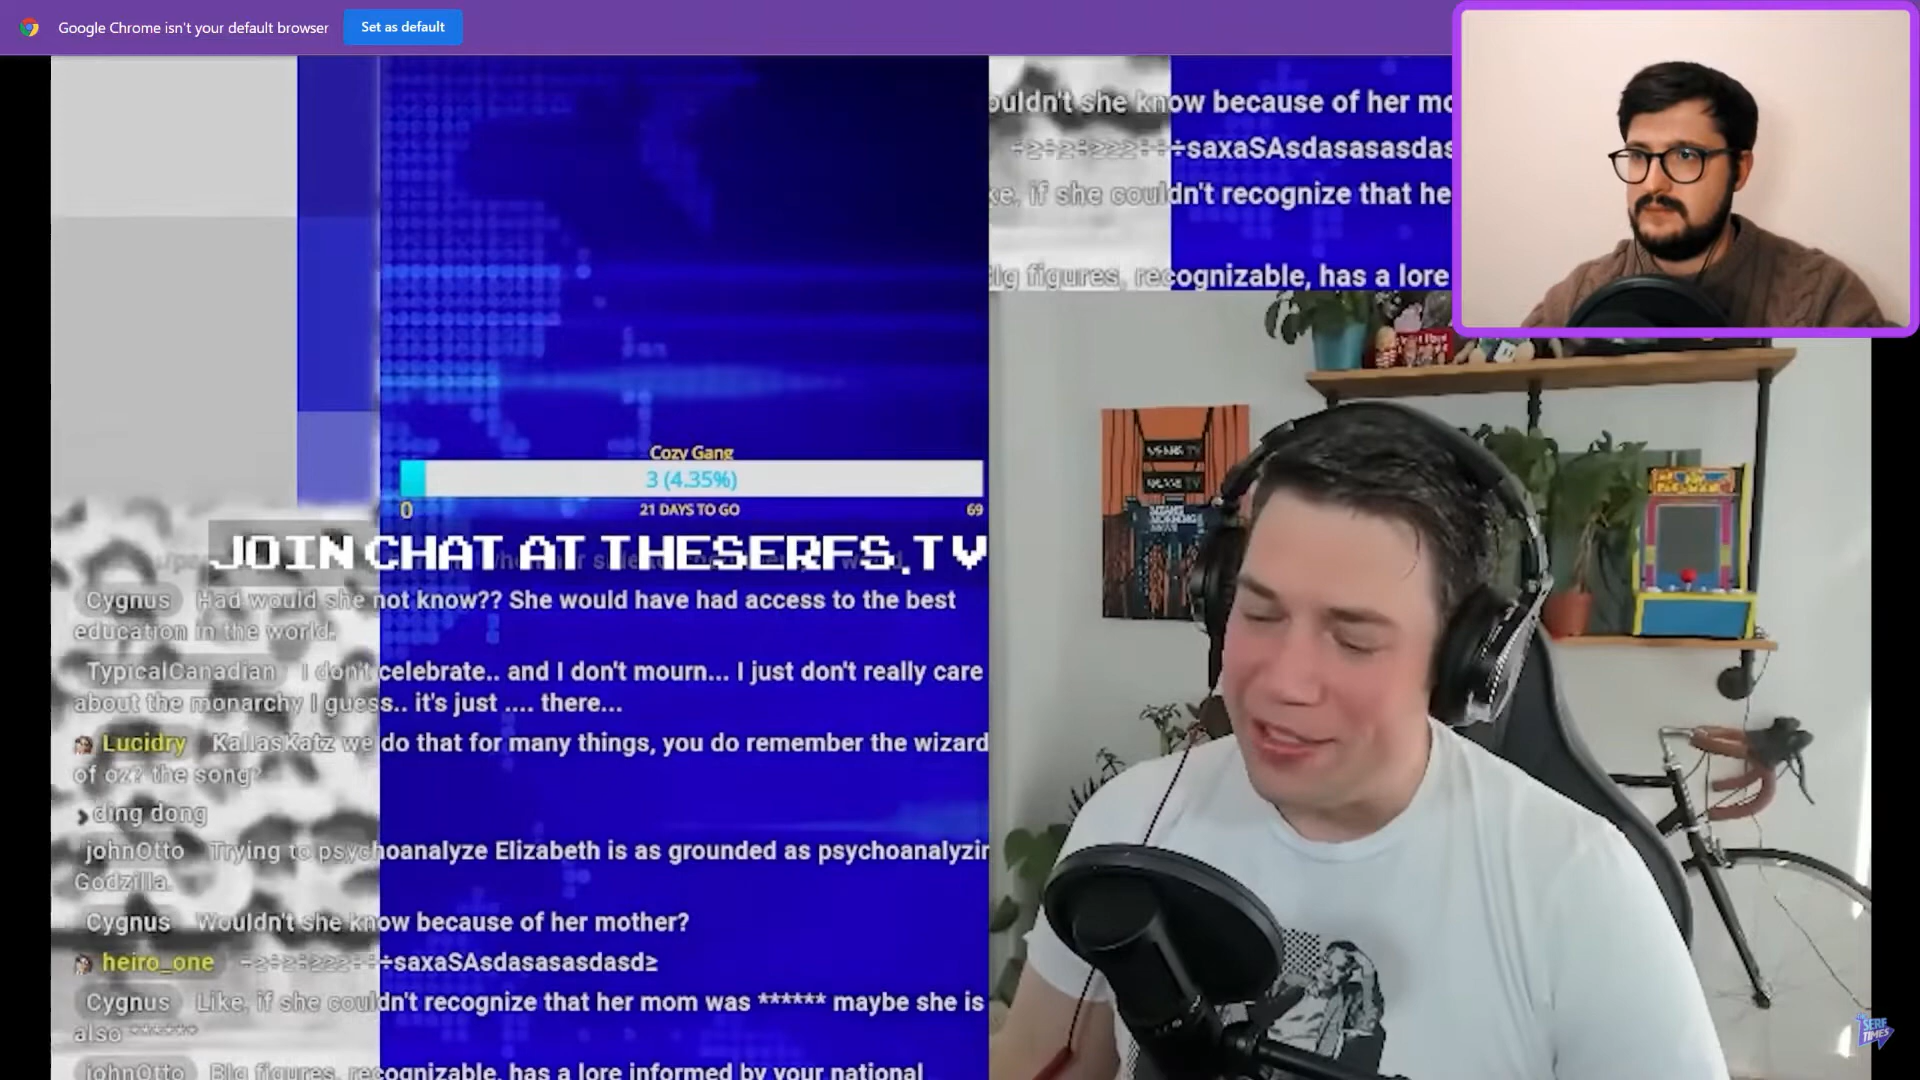 Google Chrome isn't your default browser
Set as default
ouldn't she know because of her mo
-2÷2÷222÷÷÷saxaSAsdasasasdas
ke, if she couldn't recognize that he
BIg figures, recognizable, has a lore
Cozy Gang
3 (4.35%)
0
21 DAYS TO GO
69
JOIN CHAT AT THESERFS.TV
Cygnus Had would she not know?? She would have had access to the best
education in the world.
TypicalCanadian I don't celebrate.. and I don't mourn... I just don't really care
about the monarchy I guess.. it's just .... there...
Lucidry KallasKatz we do that for many things, you do remember the wizard
of oz? the song?
ding dong
johnOtto Trying to psychoanalyze Elizabeth is as grounded as psychoanalyzin
Godzilla.
Cygnus Wouldn't she know because of her mother?
heiro_one -2÷2÷222÷÷÷saxaSAsdasasasdasd≥
Cygnus Like, if she couldn't recognize that her mom was ****** maybe she is
also ******
johnOtto BIg figures, recognizable, has a lore informed by your national
SERF
TIMES